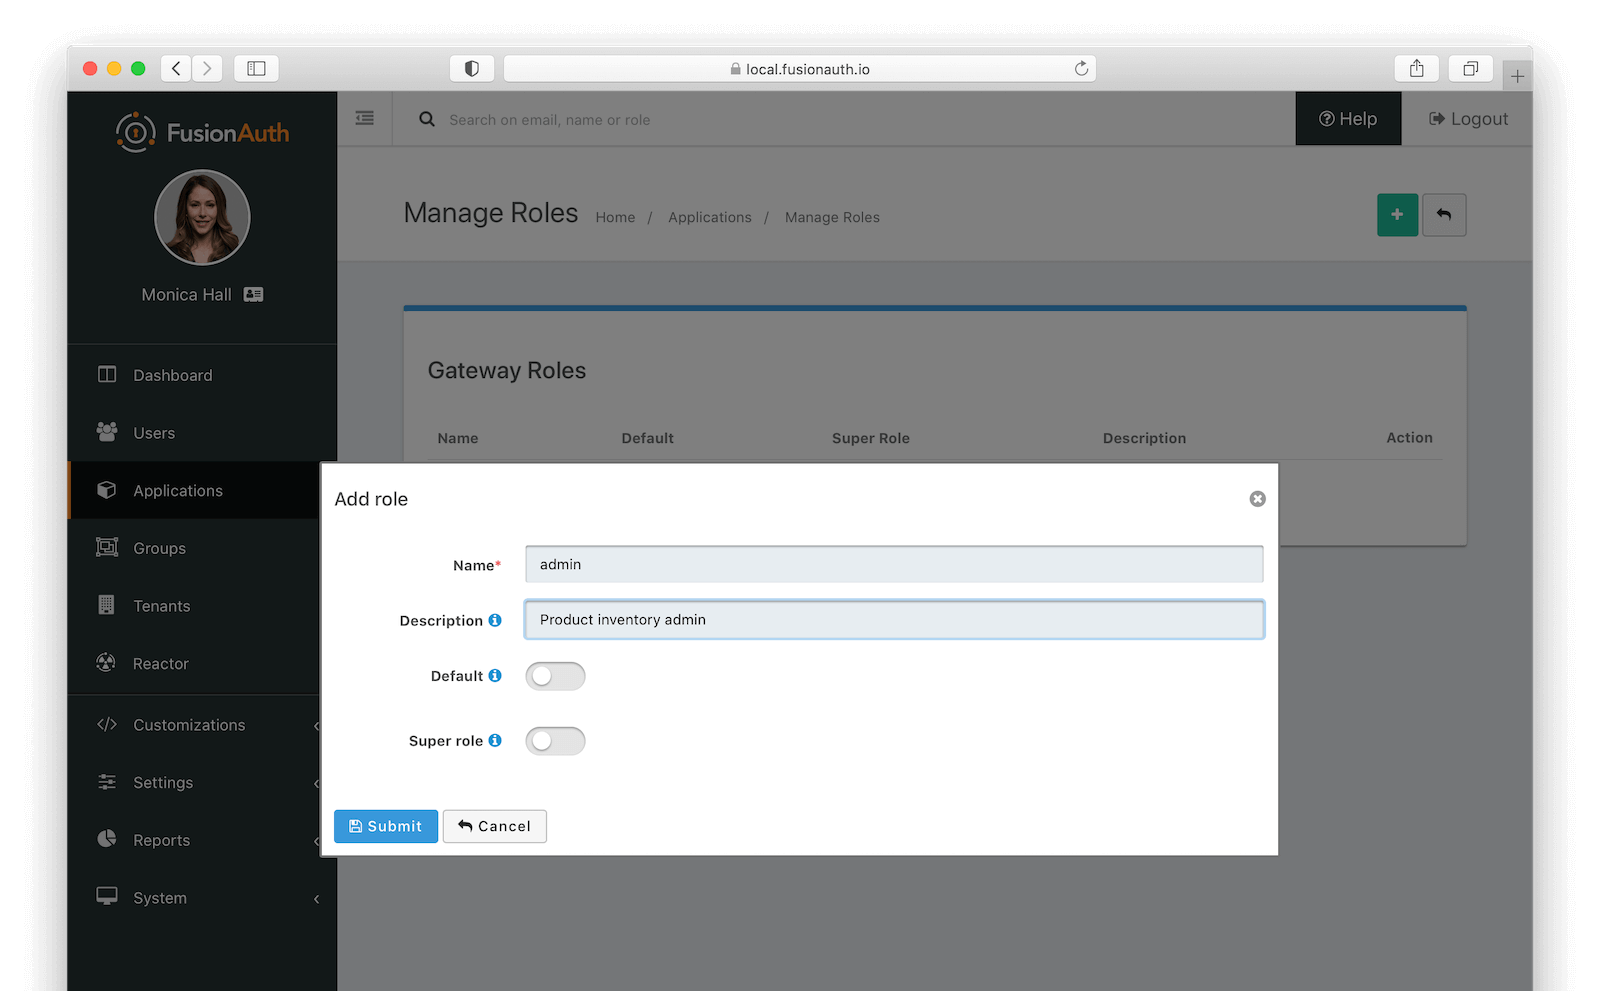 local.fusionauth.io
FusionAuth
Search on email, name or role
Help
Logout
Monica Hall
Manage Roles
Home / Applications / Manage Roles
Dashboard
Users
Applications
Groups
Tenants
Reactor
Customizations
Settings
Reports
System
Gateway Roles
Name Default Super Role Description Action
Add role
Name* admin
Description Product inventory admin
Default
Super role
Submit Cancel